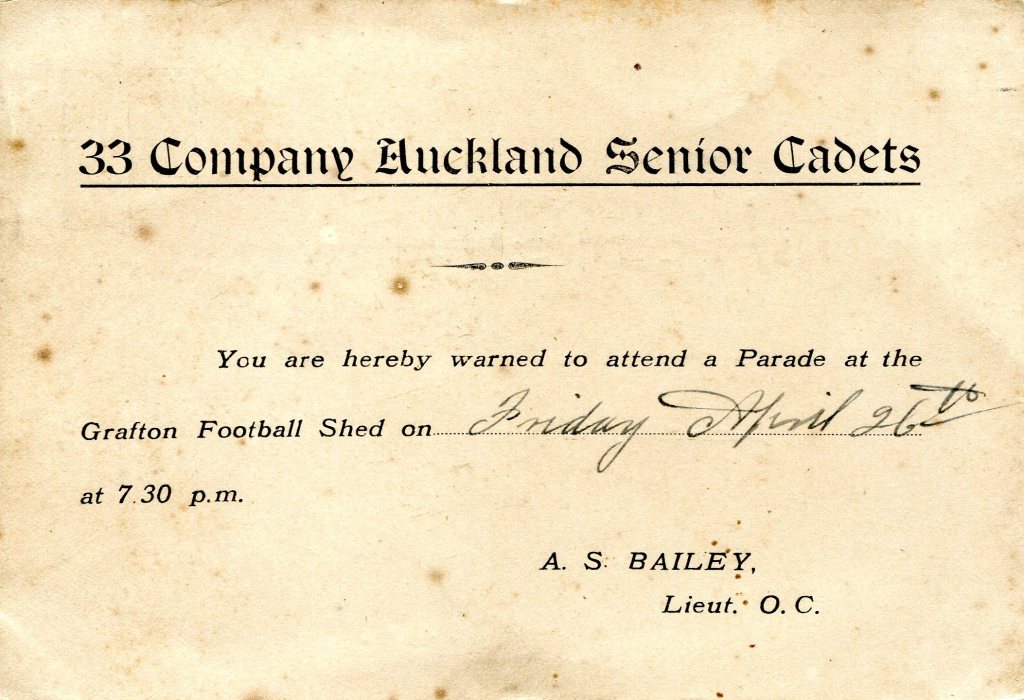 33 Company Auckland Senior Cadets
You are hereby warned to attend a Parade at the
Grafton Football Shed on Friday April 26th
at 7.30 p.m.
A. S. BAILEY,
Lieut. O. C.